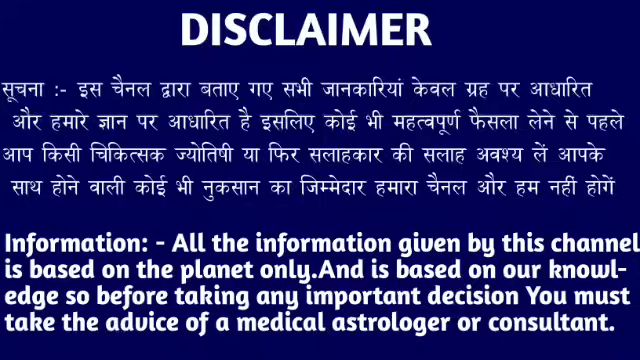 DISCLAIMER
सूचना :- इस चैनल द्वारा बताए गए सभी जानकारियां केवल ग्रह पर आधारित
और हमारे ज्ञान पर आधारित है इसलिए कोई भी महत्वपूर्ण फैसला लेने से पहले
आप किसी चिकित्सक ज्योतिषी या फिर सलाहकार की सलाह अवश्य लें आपके
साथ होने वाली कोई भी नुकसान का जिम्मेदार हमारा चैनल और हम नहीं होगें
Information: - All the information given by this channel
is based on the planet only.And is based on our knowl-
edge so before taking any important decision You must
take the advice of a medical astrologer or consultant.